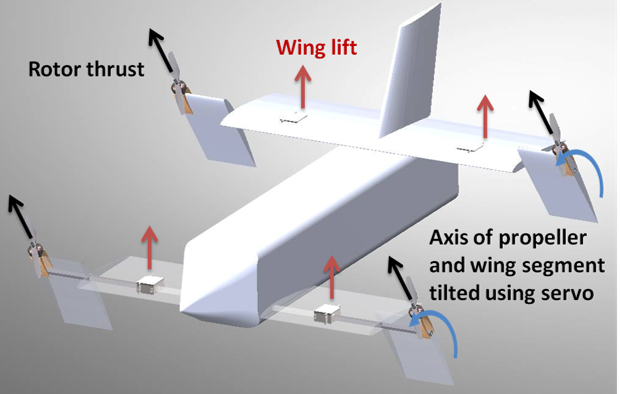 Wing lift
Rotor thrust
Axis of propeller
and wing segment
tilted using servo